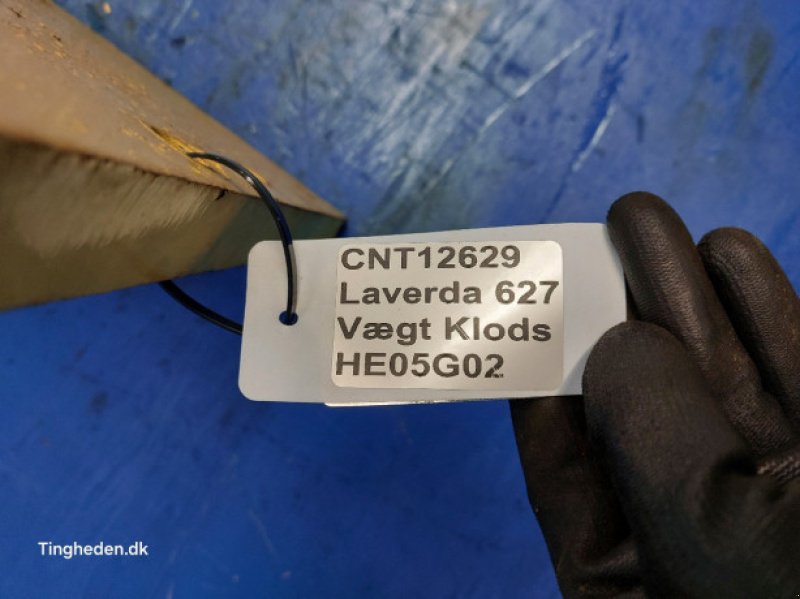 CNT12629
Laverda 627
Vægt Klods
HE05G02
Tingheden.dk